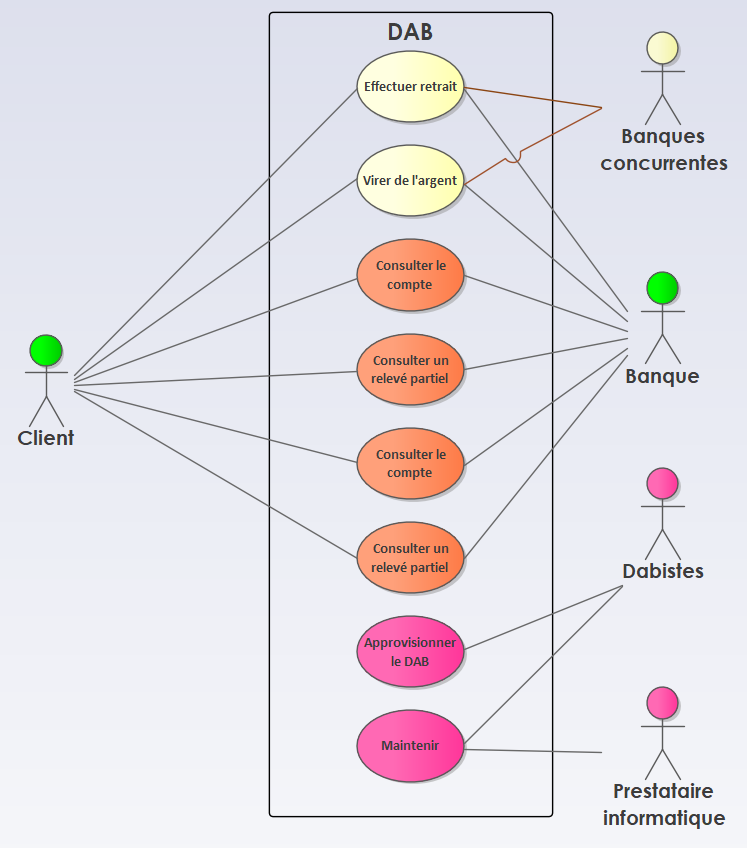 DAB
Effectuer retrait
Banques
concurrentes
Virer de l'argent
Consulter le
compte
Consulter un
relevé partiel
Banque
Client
Consulter le
compte
Consulter un
relevé partiel
Dabistes
Approvisionner
le DAB
Maintenir
Prestataire
informatique